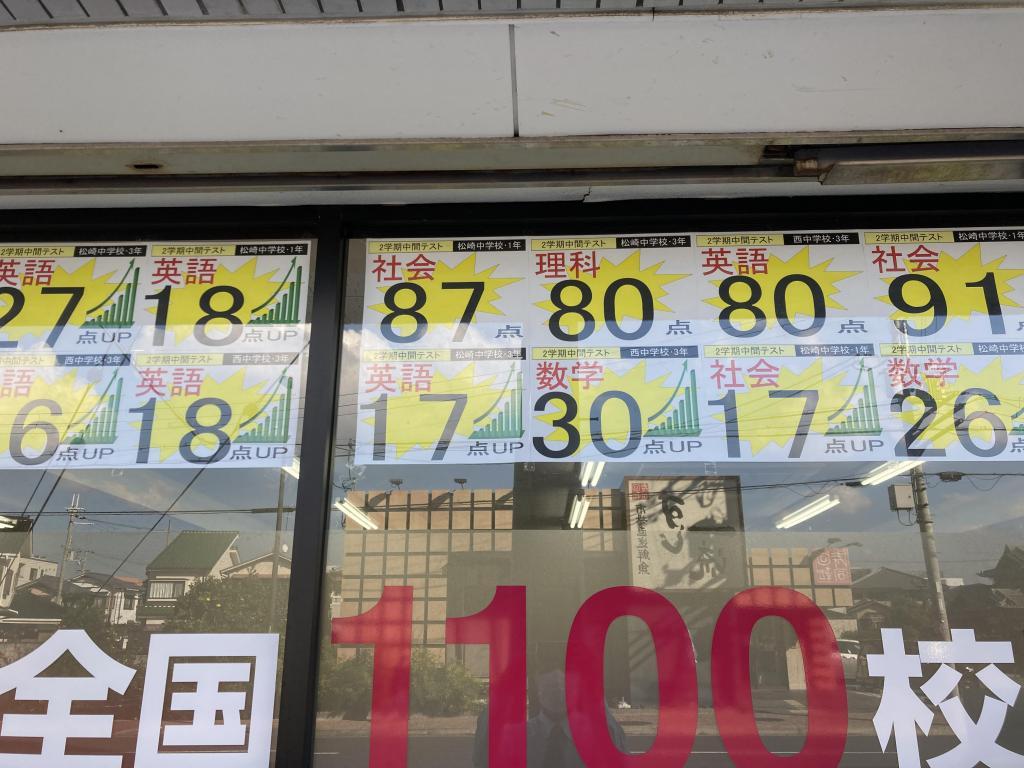 2学期中間テスト 松崎中学校・3年
英語
27
点UP
2学期中間テスト 松崎中学校・1年
英語
18
点UP
2学期中間テスト 松崎中学校・1年
社会
87
点
2学期中間テスト 松崎中学校・3年
理科
80
点
2学期中間テスト 西中学校・3年
英語
80
点
2学期中間テスト 松崎中学校・1年
社会
91
点
中間テスト 西中学校・3年
語
6
点UP
2学期中間テスト 西中学校・3年
英語
18
点UP
2学期中間テスト 松崎中学校・3年
英語
17
点UP
2学期中間テスト 西中学校・3年
数学
30
点UP
2学期中間テスト 松崎中学校・1年
社会
17
点UP
2学期中間テスト 松崎中学校
数学
26
点UP
全国1100校